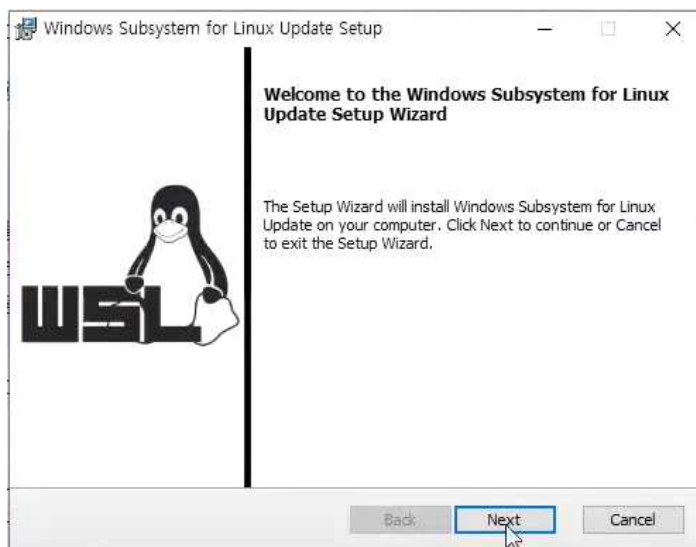 Windows Subsystem for Linux Update Setup
Welcome to the Windows Subsystem for Linux
Update Setup Wizard
The Setup Wizard will install Windows Subsystem for Linux
Update on your computer. Click Next to continue or Cancel
to exit the Setup Wizard.
WSL
Back
Next
Cancel